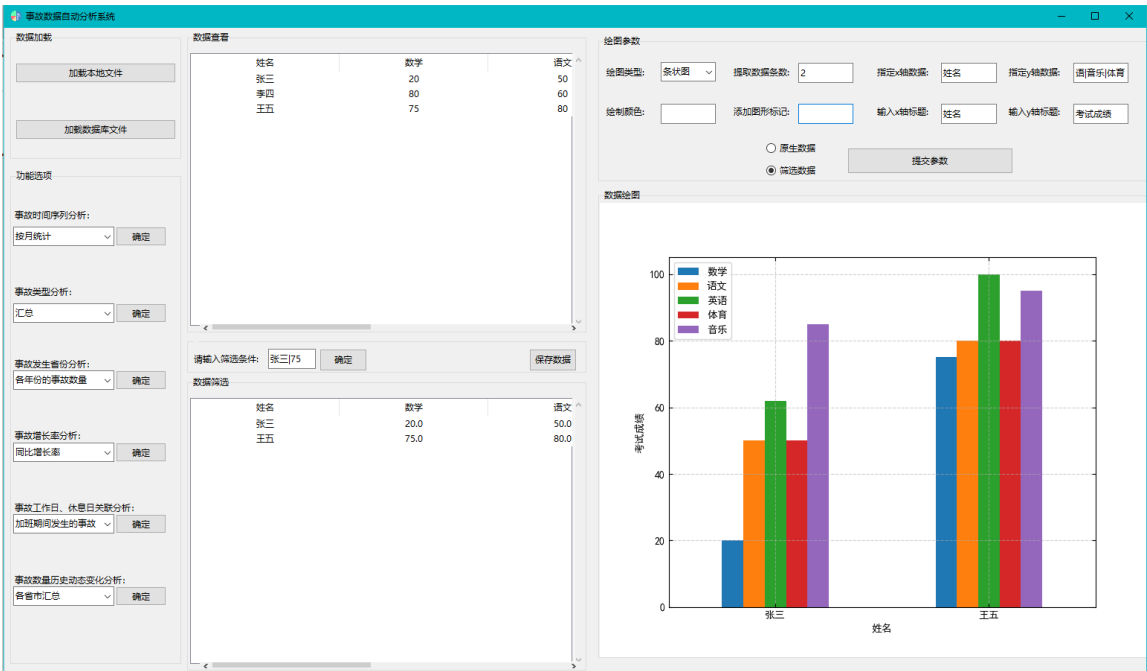 事故数据自动分析系统
数据加载
加载本地文件
加载数据库文件
功能选项
事故时间序列分析:
按月统计
确定
事故类型分析:
汇总
确定
事故发生省份分析:
各年份的事故数量
确定
事故增长率分析:
同比增长率
确定
事故工作日、休息日关联分析:
加班期间发生的事故
确定
事故数量历史动态变化分析:
各省市汇总
确定
数据查看
姓名 数学 语文
张三 20 50
李四 80 60
王五 75 80
请输入筛选条件: 张三|75 确定 保存数据
数据筛选
姓名 数学 语文
张三 20.0 50.0
王五 75.0 80.0
绘图参数
绘图类型: 条状图 提取数据条数: 2 指定x轴数据: 姓名 指定y轴数据: 语|音乐|体育
绘制颜色: 添加图形标记: 输入x轴标题: 姓名 输入y轴标题: 考试成绩
原生数据
筛选数据
提交参数
数据绘图
数学
语文
英语
体育
音乐
100
80
60
40
20
0
考试成绩
张三 王五
姓名